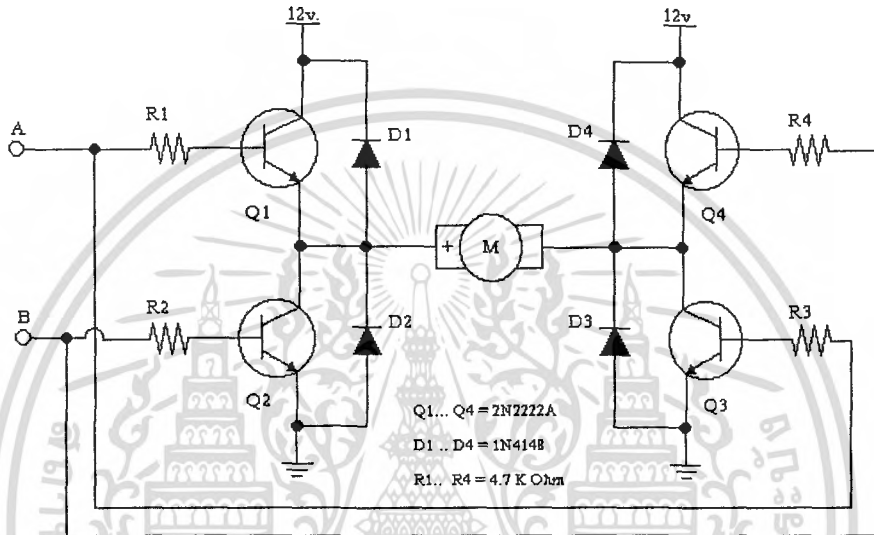 12v.
12v
A
R1
D1
D4
R4
Q1
Q4
+ M
B
R2
D2
D3
R3
Q2
Q3
Q1... Q4 = 2N2222A
D1 .. D4 = 1N4148
R1.. R4 = 4.7 K Ohm